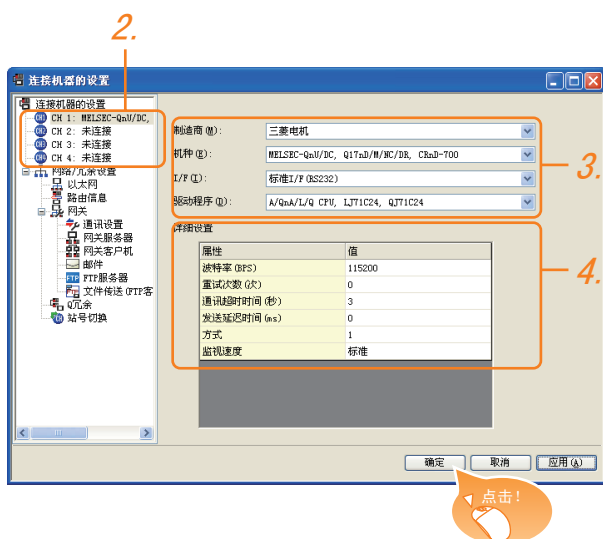 2.
连接机器的设置
连接机器的设置
CH 1: MELSEC-QnU/DC,
CH 2: 未连接
CH 3: 未连接
CH 4: 未连接
网络/冗余设置
以太网
路由信息
网关
通讯设置
网关服务器
网关客户机
邮件
FTP服务器
文件传送(FTP客
Q冗余
站号切换
制造商(M): 三菱电机
机种(E): MELSEC-QnU/DC, Q17nD/M/NC/DR, CRnD-700
I/F(I): 标准I/F(RS232)
驱动程序(D): A/QnA/L/Q CPU, LJ71C24, QJ71C24
3.
详细设置
属性 值
波特率(BPS) 115200
重试次数(次) 0
通讯超时时间(秒) 3
发送延迟时间(ms) 0
方式 1
监视速度 标准
4.
确定 取消 应用(A)
点击!